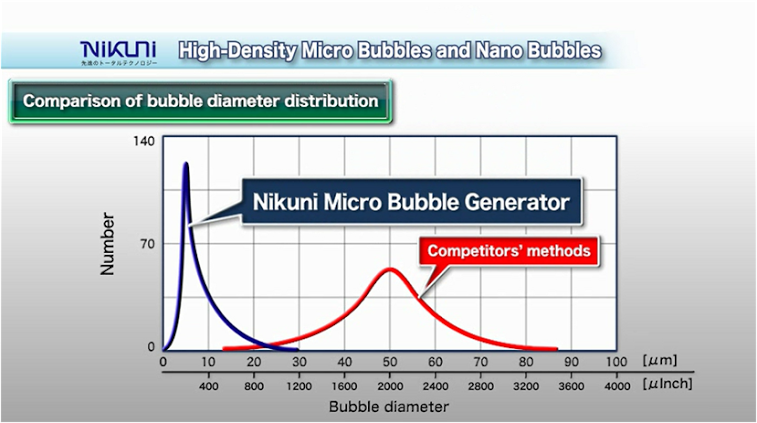 NiKUNi
先進のトータルテクノロジー
High-Density Micro Bubbles and Nano Bubbles
Comparison of bubble diameter distribution
140
Nikuni Micro Bubble Generator
Number
70
Competitors' methods
0
0 10 20 30 40 50 60 70 80 90 100 [μm]
400 800 1200 1600 2000 2400 2800 3200 3600 4000 [μInch]
Bubble diameter